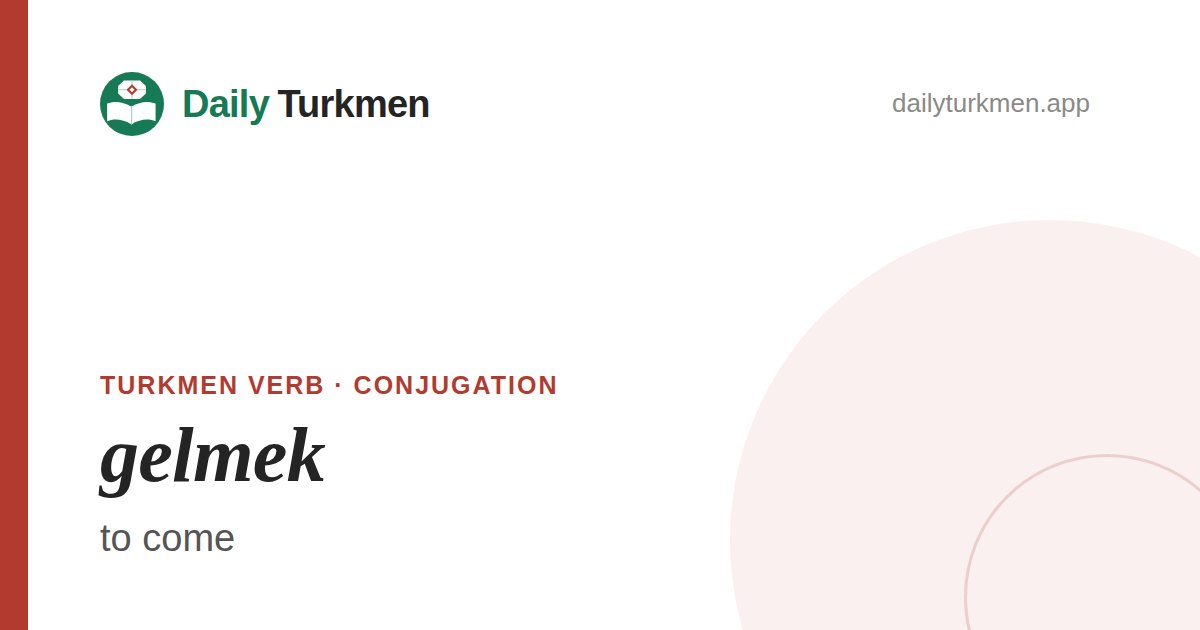 Daily Turkmen
dailyturkmen.app
TURKMEN VERB · CONJUGATION
gelmek
to come